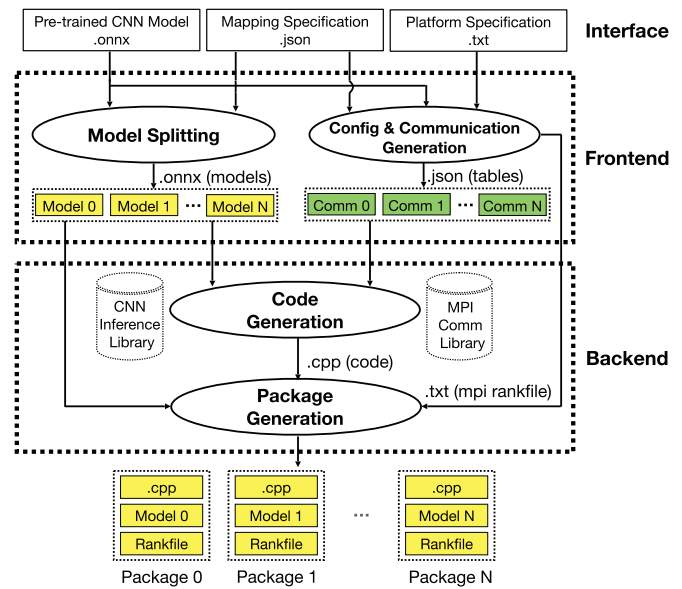 Pre-trained CNN Model
.onnx
Mapping Specification
.json
Platform Specification
.txt
Interface
Model Splitting
Config & Communication
Generation
Frontend
.onnx (models)
.json (tables)
Model 0
Model 1
...
Model N
Comm 0
Comm 1
...
Comm N
CNN
Inference
Library
Code
Generation
MPI
Comm
Library
Backend
.cpp (code)
.txt (mpi rankfile)
Package
Generation
.cpp
Model 0
Rankfile
Package 0
.cpp
Model 1
Rankfile
Package 1
...
.cpp
Model N
Rankfile
Package N